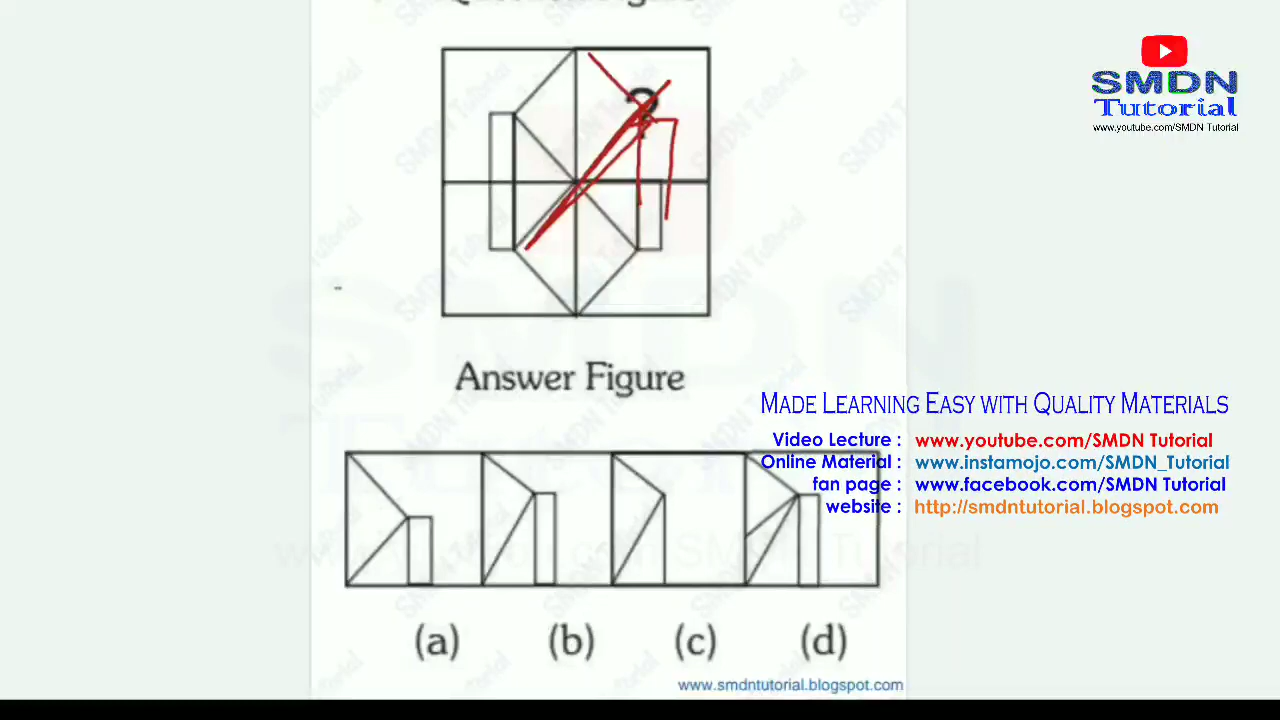 Question Figure
?
SMDN
Tutorial
www.youtube.com/SMDN Tutorial
Answer Figure
MADE LEARNING EASY WITH QUALITY MATERIALS
Video Lecture : www.youtube.com/SMDN Tutorial
Online Material : www.instamojo.com/SMDN_Tutorial
fan page : www.facebook.com/SMDN Tutorial
website : http://smdntutorial.blogspot.com
(a) (b) (c) (d)
www.smdntutorial.blogspot.com